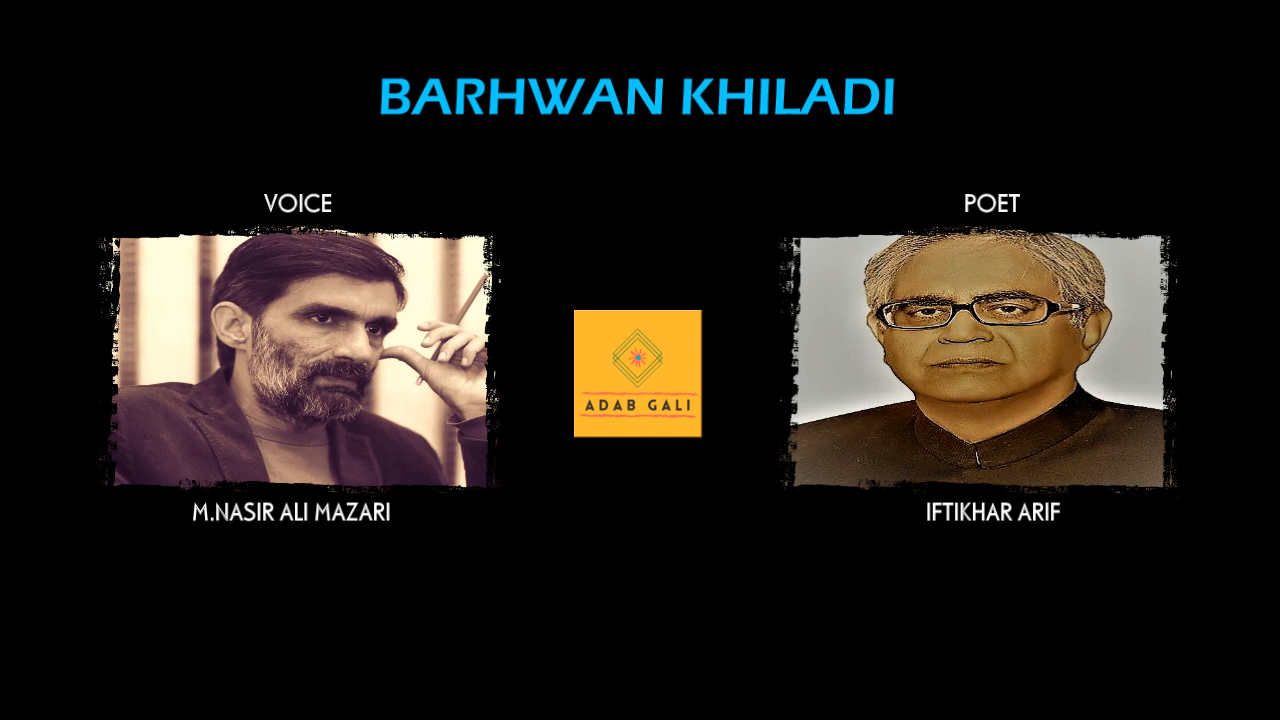 BARHWAN KHILADI
VOICE
POET
ADAB GALI
M.NASIR ALI MAZARI
IFTIKHAR ARIF